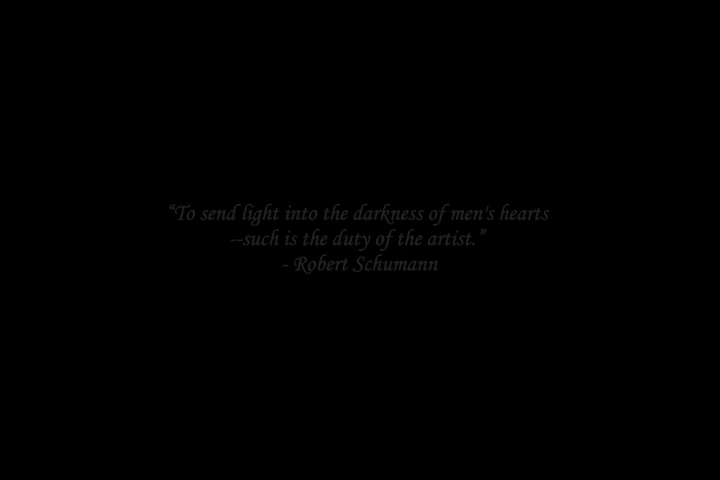 “To send light into the darkness of men's hearts
--such is the duty of the artist.”
- Robert Schumann